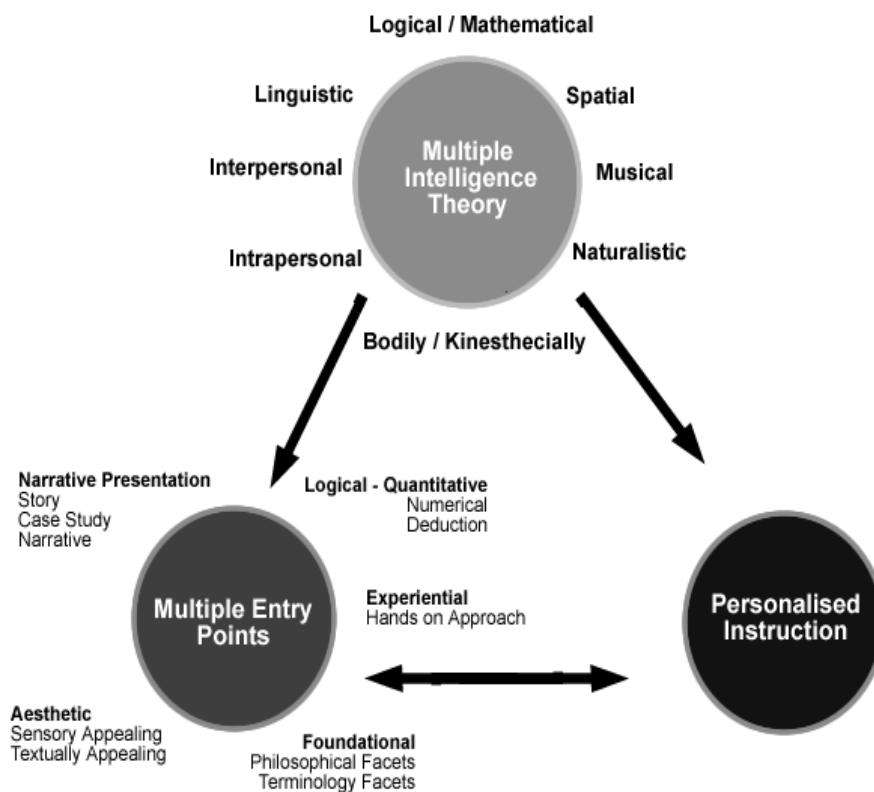 Logical / Mathematical
Linguistic
Spatial
Multiple
Intelligence
Theory
Interpersonal
Musical
Intrapersonal
Naturalistic
Bodily / Kinesthecially
Narrative Presentation
Story
Case Study
Narrative
Logical - Quantitative
Numerical
Deduction
Multiple Entry
Points
Experiential
Hands on Approach
Personalised
Instruction
Aesthetic
Sensory Appealing
Textually Appealing
Foundational
Philosophical Facets
Terminology Facets